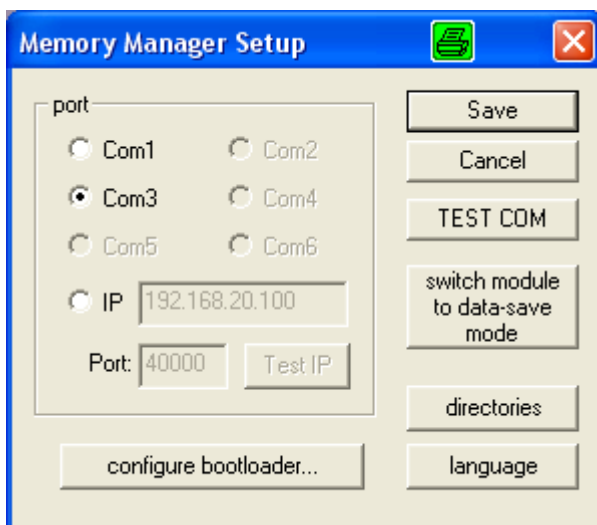 Memory Manager Setup
port
Com1 Com2
Com3 Com4
Com5 Com6
IP 192.168.20.100
Port: 40000 Test IP
configure bootloader...
Save
Cancel
TEST COM
switch module
to data-save
mode
directories
language